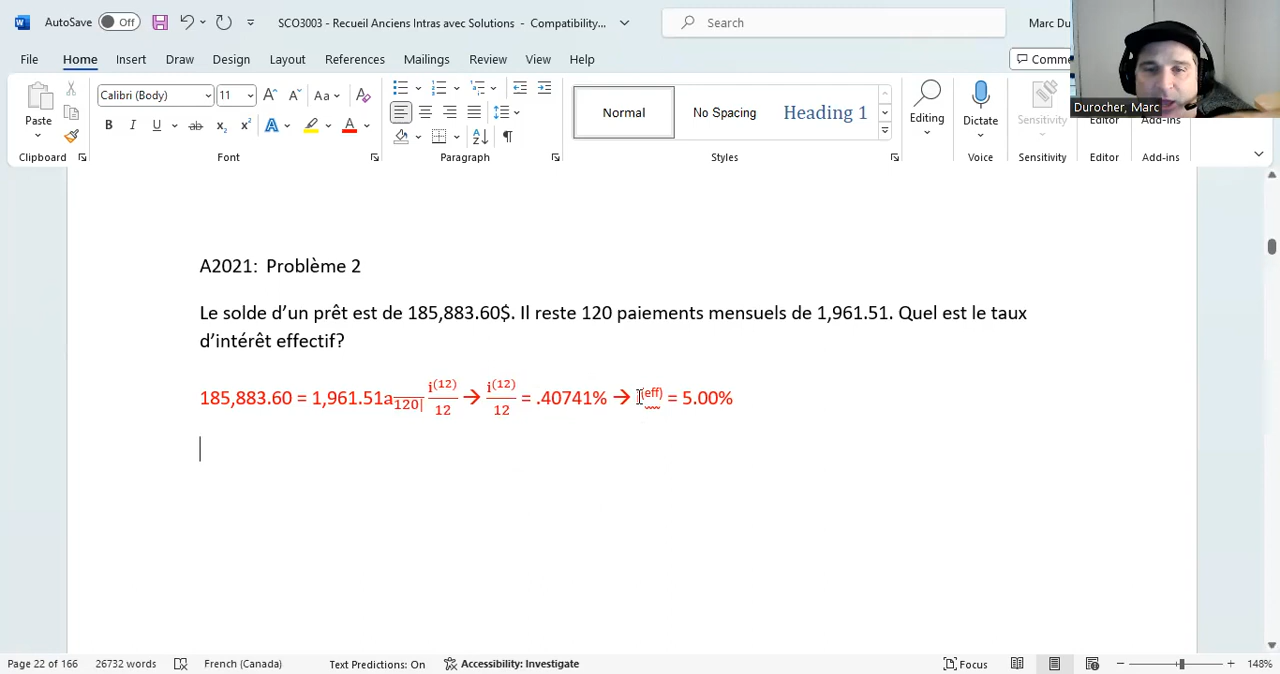 AutoSave Off SCO3003 - Recueil Anciens Intras avec Solutions - Compatibility... Search Marc Du
File Home Insert Draw Design Layout References Mailings Review View Help Comme
Durocher, Marc
Paste Calibri (Body) 11 Aa Normal No Spacing Heading 1 Editing Dictate Sensitivity Editor Add-ins
Clipboard Font Paragraph Styles Voice Sensitivity Editor Add-ins
A2021: Problème 2
Le solde d’un prêt est de 185,883.60$. Il reste 120 paiements mensuels de 1,961.51. Quel est le taux
d’intérêt effectif?
185,883.60 = 1,961.51a120| i(12)/12 → i(12)/12 = .40741% → (eff) = 5.00%
Page 22 of 166 26732 words French (Canada) Text Predictions: On Accessibility: Investigate Focus 148%